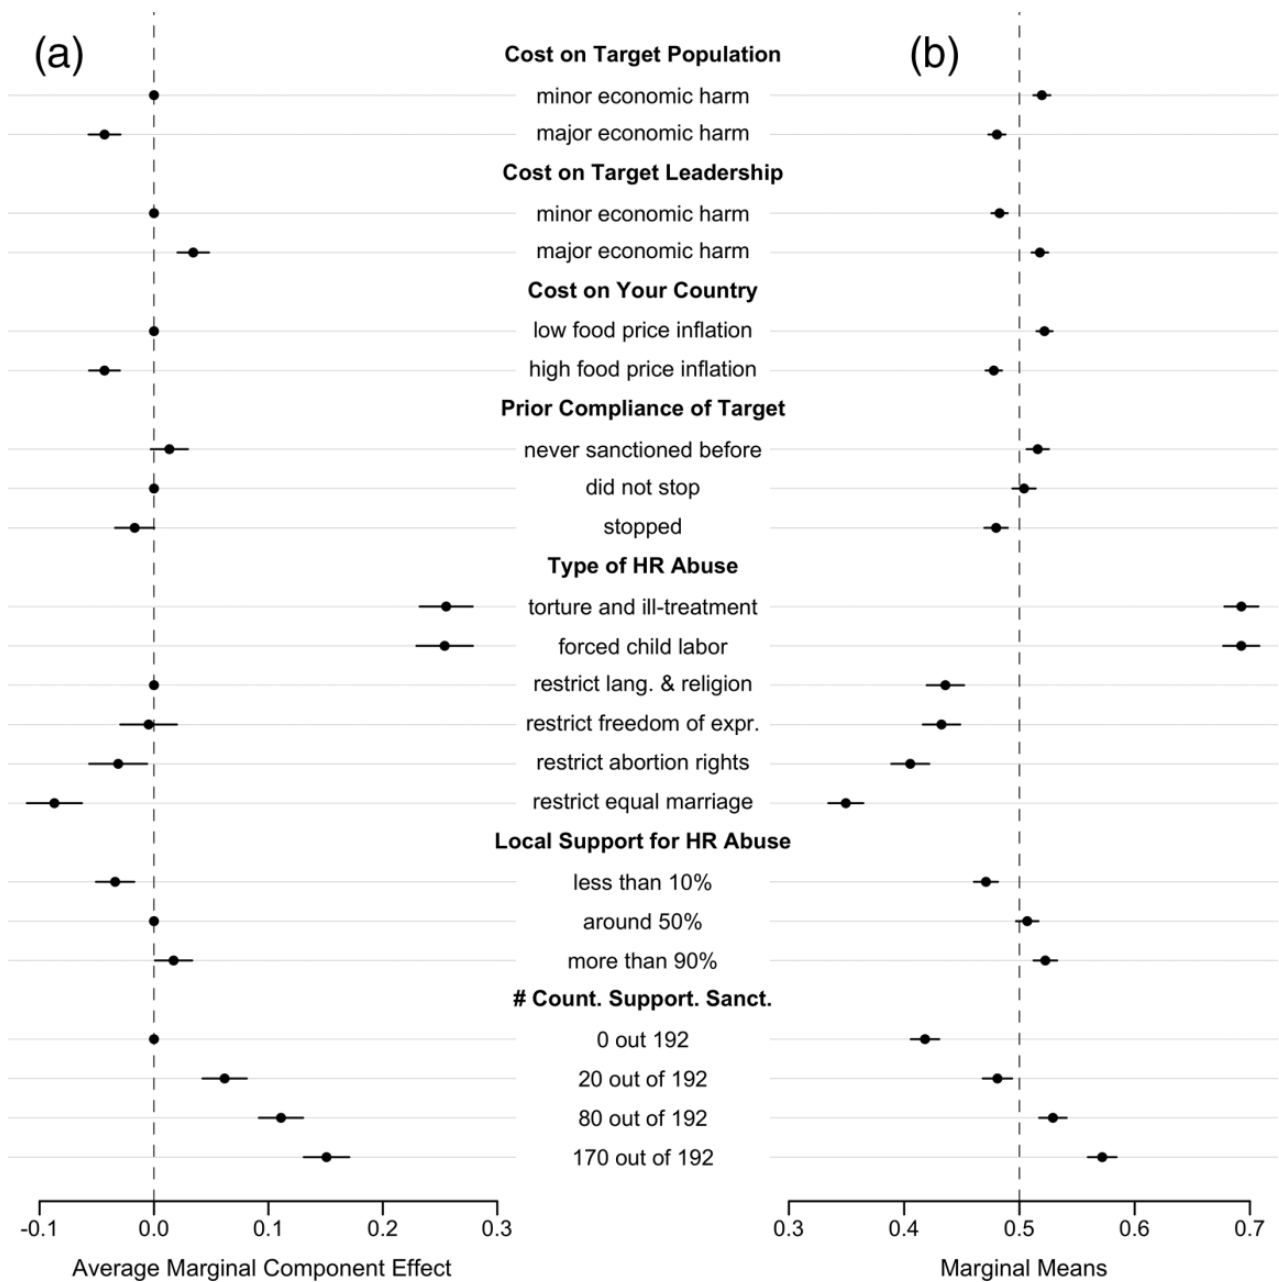 (a)
(b)
Cost on Target Population
minor economic harm
major economic harm
Cost on Target Leadership
minor economic harm
major economic harm
Cost on Your Country
low food price inflation
high food price inflation
Prior Compliance of Target
never sanctioned before
did not stop
stopped
Type of HR Abuse
torture and ill-treatment
forced child labor
restrict lang. & religion
restrict freedom of expr.
restrict abortion rights
restrict equal marriage
Local Support for HR Abuse
less than 10%
around 50%
more than 90%
# Count. Support. Sanct.
0 out 192
20 out of 192
80 out of 192
170 out of 192
-0.1 0.0 0.1 0.2 0.3
0.3 0.4 0.5 0.6 0.7
Average Marginal Component Effect
Marginal Means